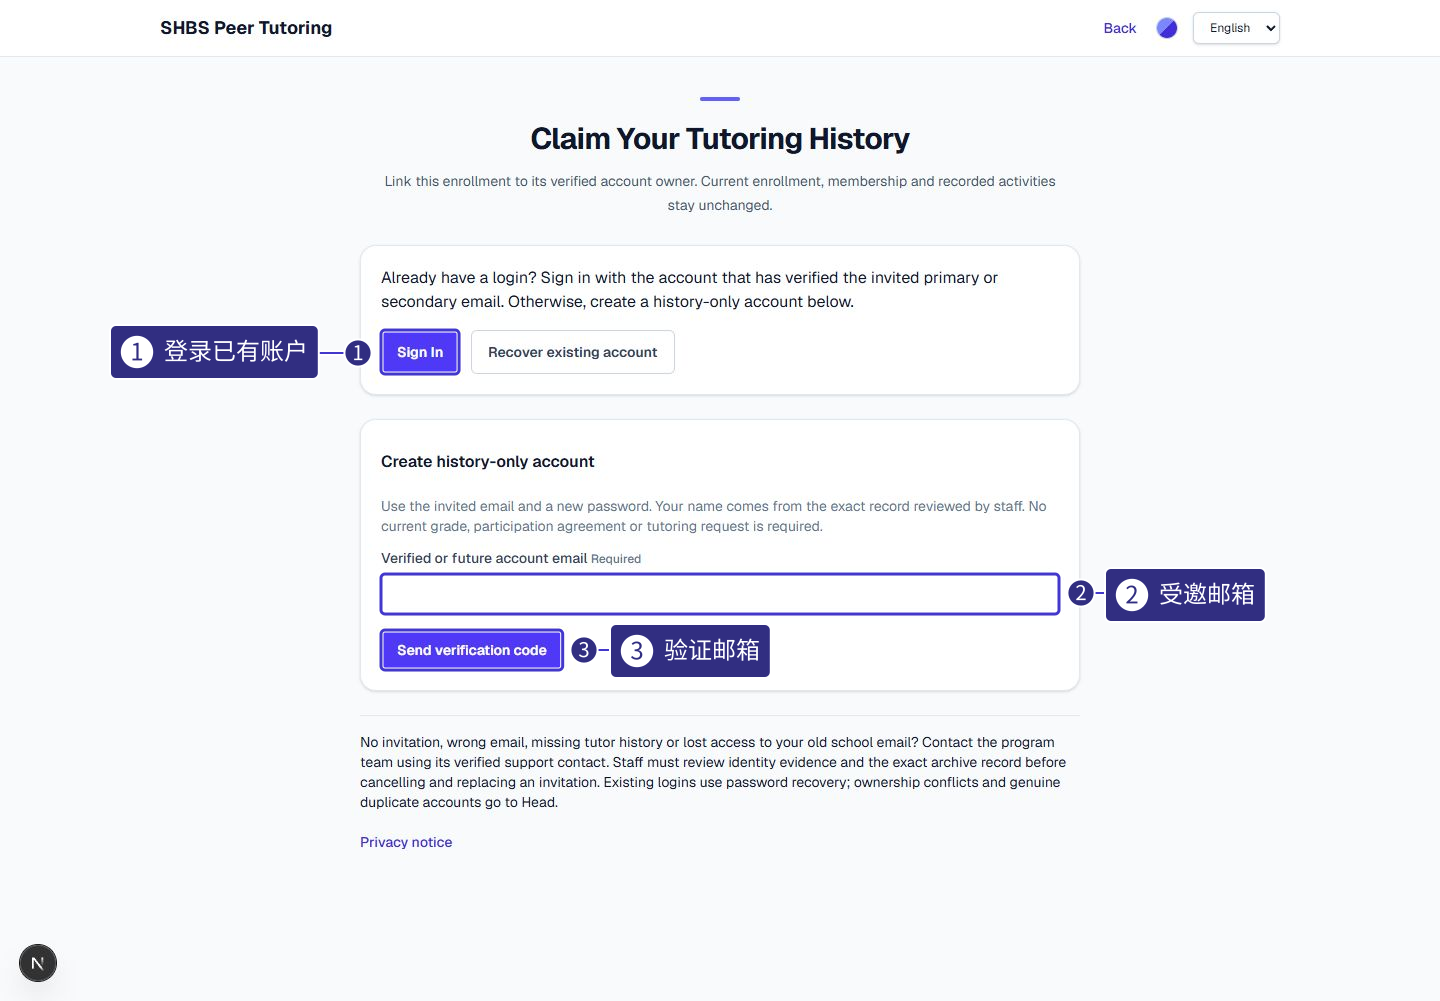 SHBS Peer Tutoring
Back
English
Claim Your Tutoring History
Link this enrollment to its verified account owner. Current enrollment, membership and recorded activities
stay unchanged.
Already have a login? Sign in with the account that has verified the invited primary or
secondary email. Otherwise, create a history-only account below.
1 登录已有账户
1
Sign In
Recover existing account
Create history-only account
Use the invited email and a new password. Your name comes from the exact record reviewed by staff. No
current grade, participation agreement or tutoring request is required.
Verified or future account email Required
2
2 受邀邮箱
Send verification code
3
3 验证邮箱
No invitation, wrong email, missing tutor history or lost access to your old school email? Contact the program
team using its verified support contact. Staff must review identity evidence and the exact archive record before
cancelling and replacing an invitation. Existing logins use password recovery; ownership conflicts and genuine
duplicate accounts go to Head.
Privacy notice
N